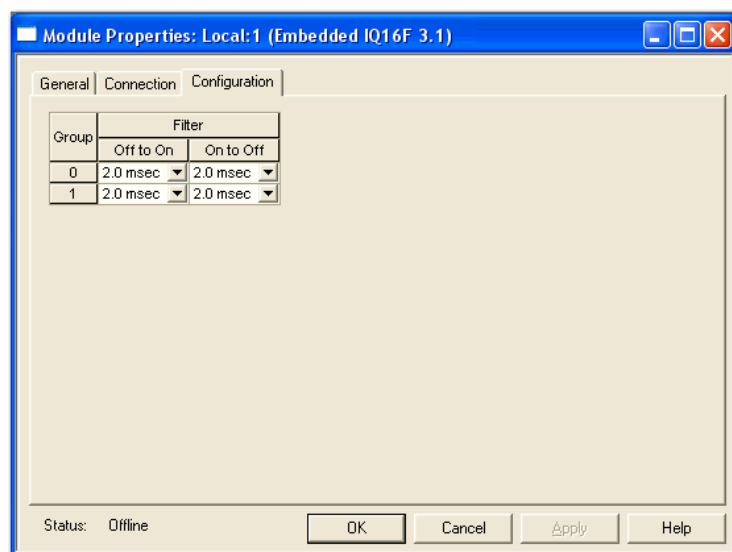 Module Properties: Local:1 (Embedded IQ16F 3.1)
General Connection Configuration
Group Filter
Off to On On to Off
0 2.0 msec 2.0 msec
1 2.0 msec 2.0 msec
Status: Offline OK Cancel Apply Help